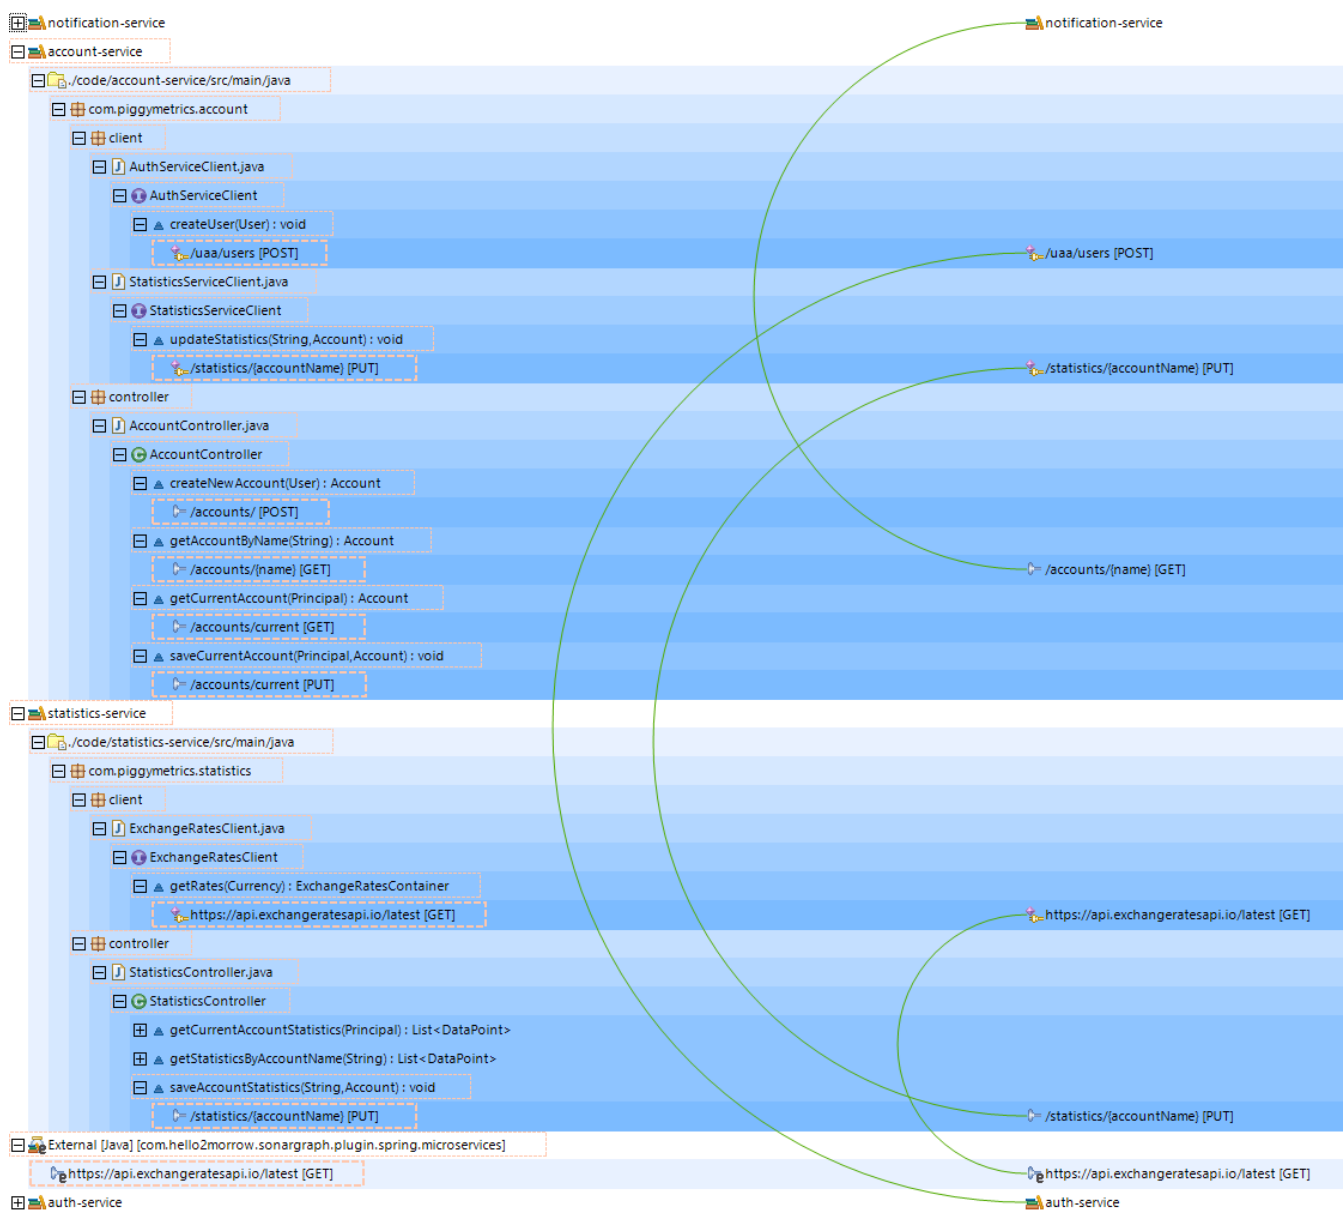 notification-service notification-service
account-service
./code/account-service/src/main/java
com.piggymetrics.account
client
AuthServiceClient.java
AuthServiceClient
createUser(User) : void
/uaa/users [POST] /uaa/users [POST]
StatisticsServiceClient.java
StatisticsServiceClient
updateStatistics(String,Account) : void
/statistics/{accountName} [PUT] /statistics/{accountName} [PUT]
controller
AccountController.java
AccountController
createNewAccount(User) : Account
/accounts/ [POST]
getAccountByName(String) : Account
/accounts/{name} [GET] /accounts/{name} [GET]
getCurrentAccount(Principal) : Account
/accounts/current [GET]
saveCurrentAccount(Principal,Account) : void
/accounts/current [PUT]
statistics-service
./code/statistics-service/src/main/java
com.piggymetrics.statistics
client
ExchangeRatesClient.java
ExchangeRatesClient
getRates(Currency) : ExchangeRatesContainer
https://api.exchangeratesapi.io/latest [GET] https://api.exchangeratesapi.io/latest [GET]
controller
StatisticsController.java
StatisticsController
getCurrentAccountStatistics(Principal) : List<DataPoint>
getStatisticsByAccountName(String) : List<DataPoint>
saveAccountStatistics(String,Account) : void
/statistics/{accountName} [PUT] /statistics/{accountName} [PUT]
External [Java] [com.hello2morrow.sonargraph.plugin.spring.microservices]
https://api.exchangeratesapi.io/latest [GET] https://api.exchangeratesapi.io/latest [GET]
auth-service auth-service